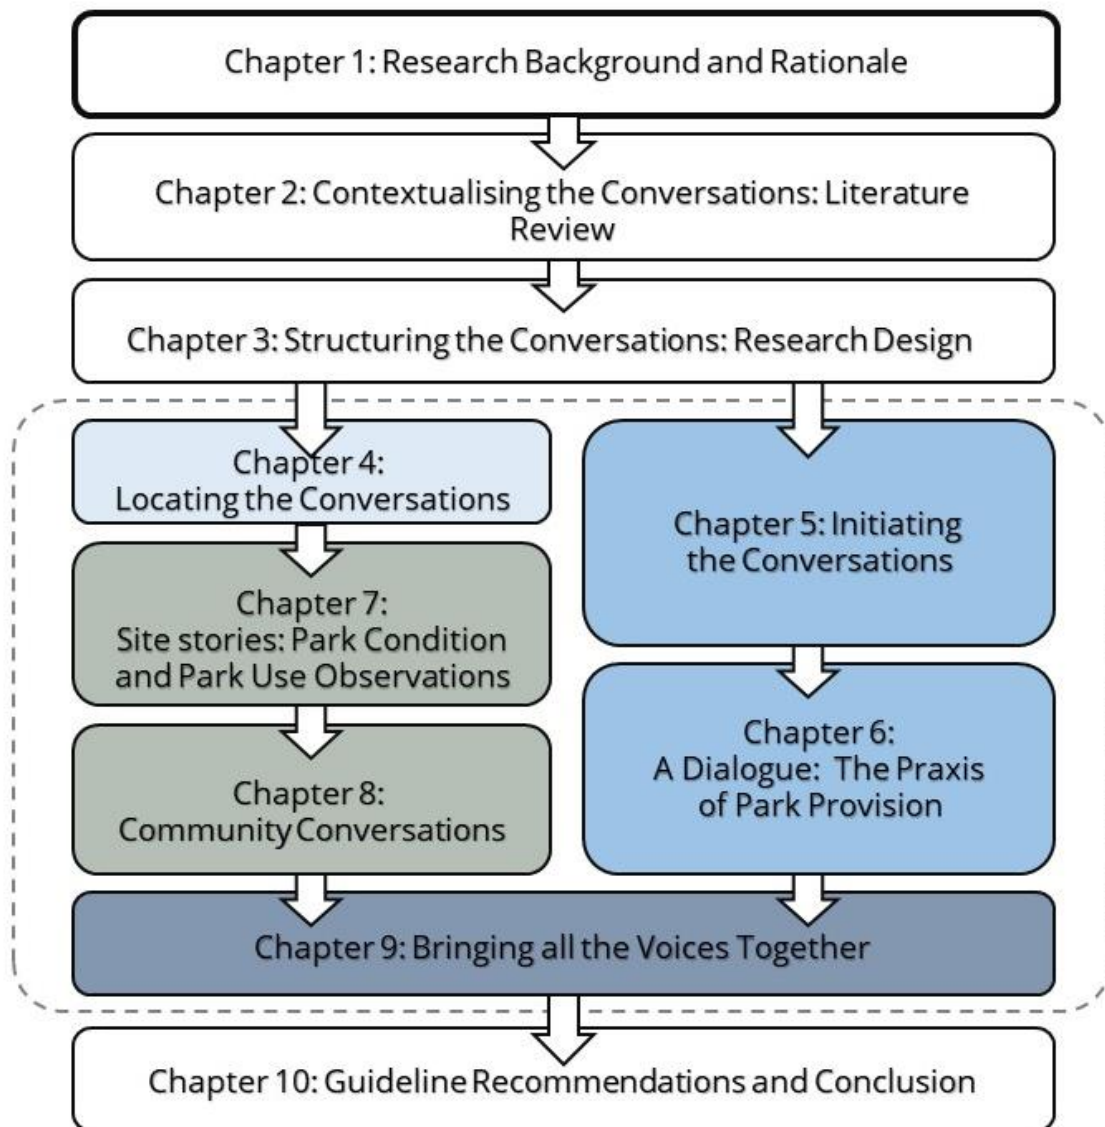 Chapter 1: Research Background and Rationale
Chapter 2: Contextualising the Conversations: Literature
Review
Chapter 3: Structuring the Conversations: Research Design
Chapter 4:
Locating the Conversations
Chapter 7:
Site stories: Park Condition
and Park Use Observations
Chapter 8:
Community Conversations
Chapter 5: Initiating
the Conversations
Chapter 6:
A Dialogue: The Praxis
of Park Provision
Chapter 9: Bringing all the Voices Together
Chapter 10: Guideline Recommendations and Conclusion